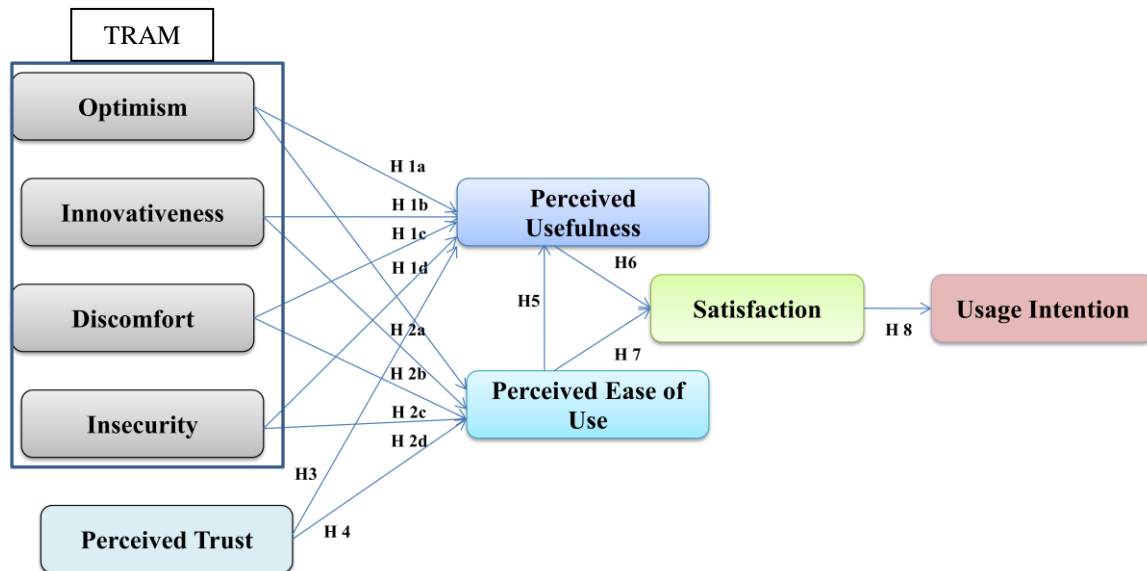 TRAM
Optimism
Innovativeness
Discomfort
Insecurity
Perceived Trust
H 1a
H 1b
H 1c
H 1d
H 2a
H 2b
H 2c
H 2d
H3
H 4
Perceived
Usefulness
H5
Perceived Ease of
Use
H6
H 7
Satisfaction
H 8
Usage Intention